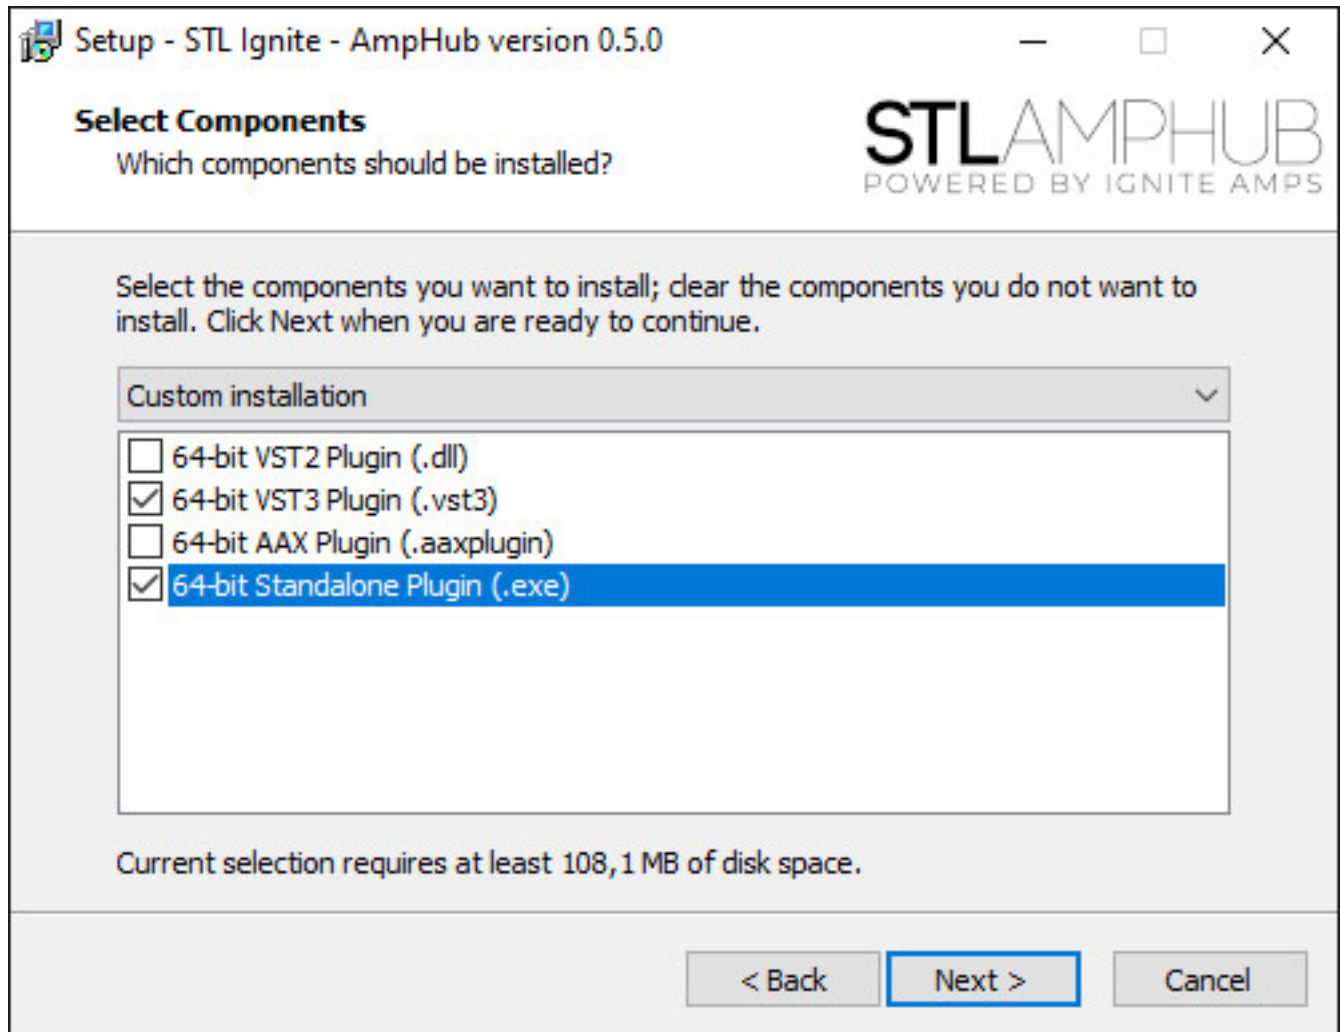 Setup - STL Ignite - AmpHub version 0.5.0
Select Components
Which components should be installed?
STLAMPHUB
POWERED BY IGNITE AMPS
Select the components you want to install; clear the components you do not want to
install. Click Next when you are ready to continue.
Custom installation
64-bit VST2 Plugin (.dll)
64-bit VST3 Plugin (.vst3)
64-bit AAX Plugin (.aaxplugin)
64-bit Standalone Plugin (.exe)
Current selection requires at least 108,1 MB of disk space.
< Back
Next >
Cancel